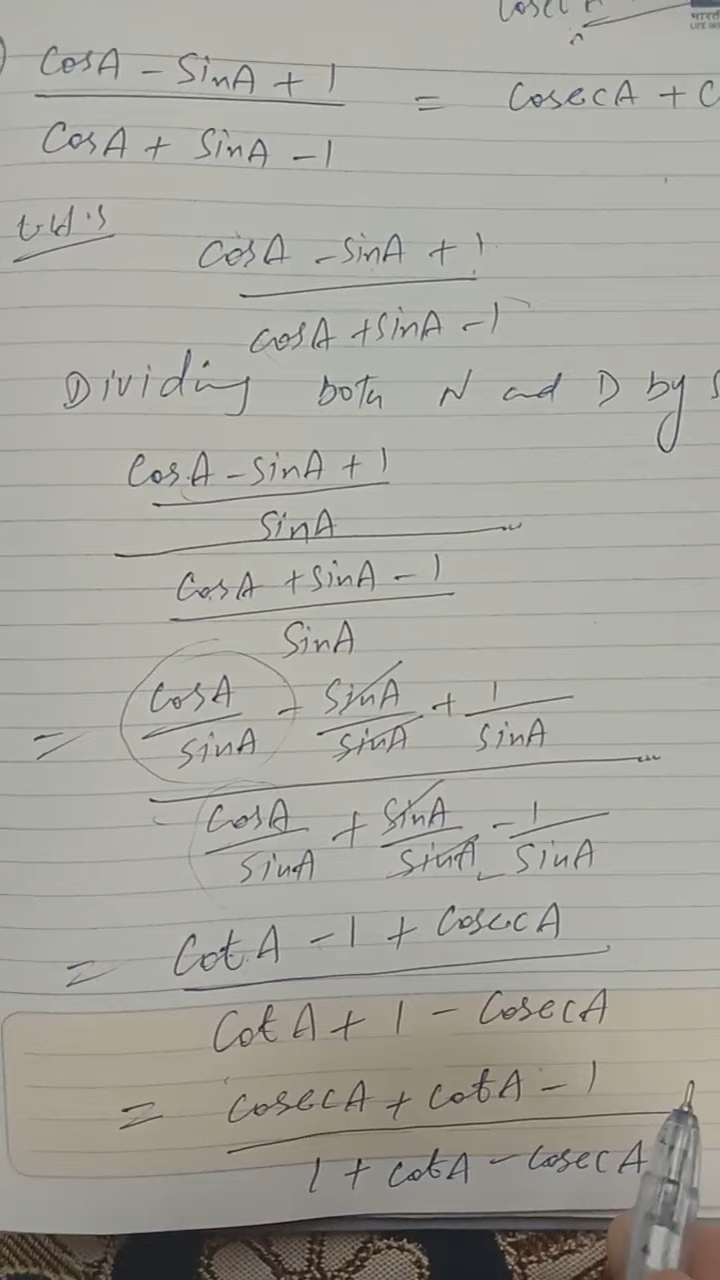 CosA - SinA + 1 = CosecA + C
CosA + SinA - 1
L.H.S
CosA - SinA + 1
CosA + SinA - 1
Dividing both N and D by S
CosA - SinA + 1
SinA
CosA + SinA - 1
SinA
= CosA - SinA + 1
SinA SinA SinA
CosA + SinA - 1
SinA SinA SinA
= CotA - 1 + CosecA
CotA + 1 - CosecA
= CosecA + CotA - 1
1 + CotA - CosecA